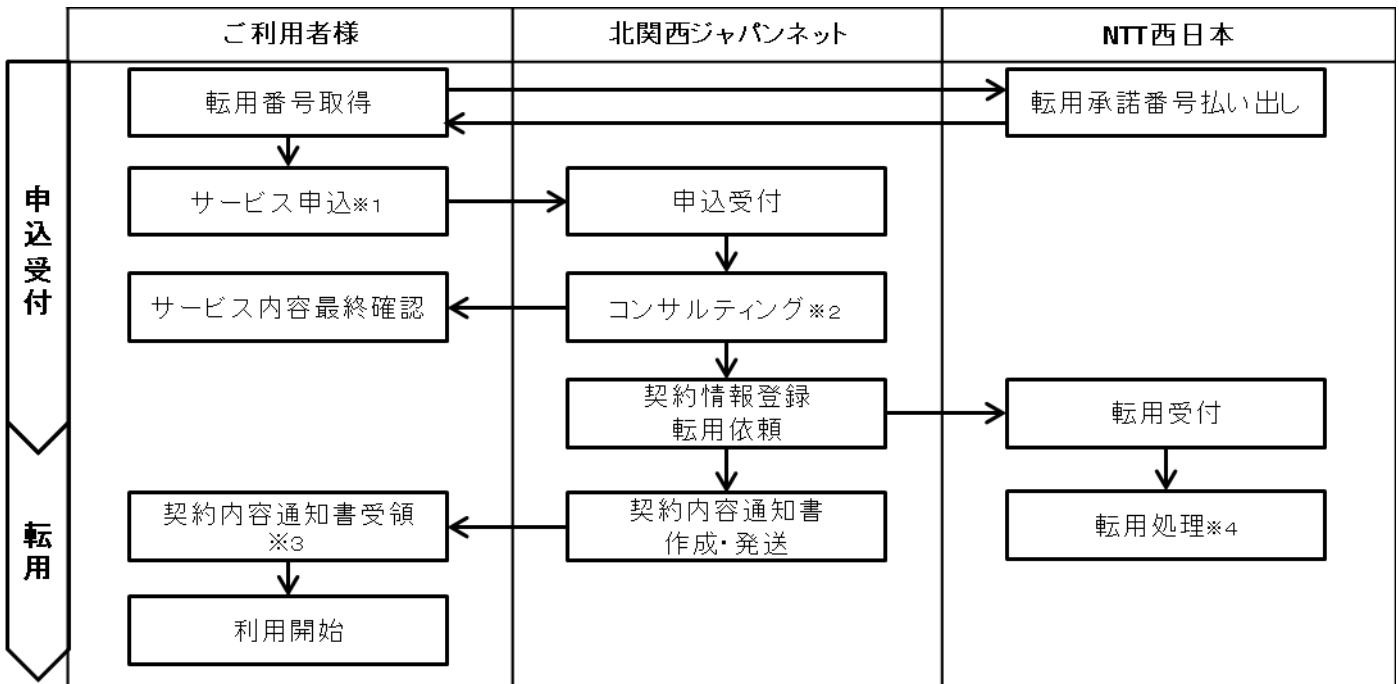 ご利用者様
北関西ジャパンネット
NTT西日本
申込受付
転用番号取得
転用承諾番号払い出し
サービス申込※1
申込受付
サービス内容最終確認
コンサルティング※2
契約情報登録
転用依頼
転用受付
転用
契約内容通知書受領
※3
契約内容通知書
作成・発送
転用処理※4
利用開始